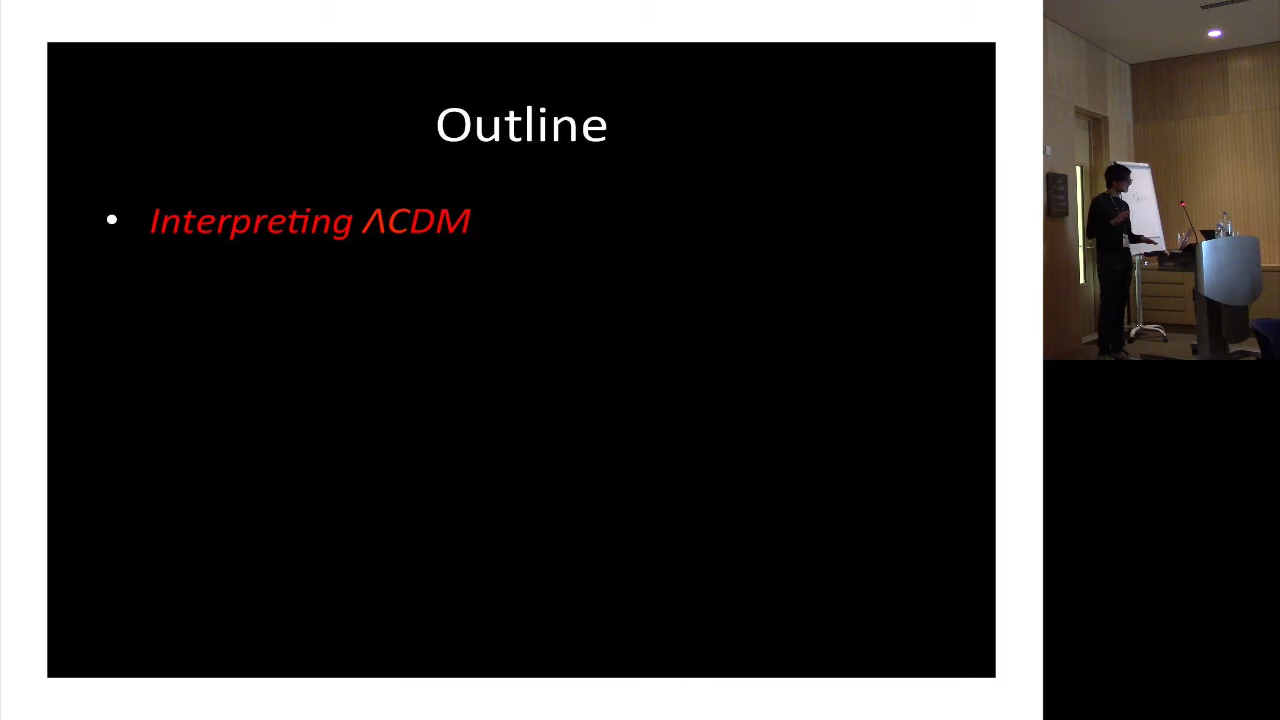 Outline
• Interpreting ΛCDM